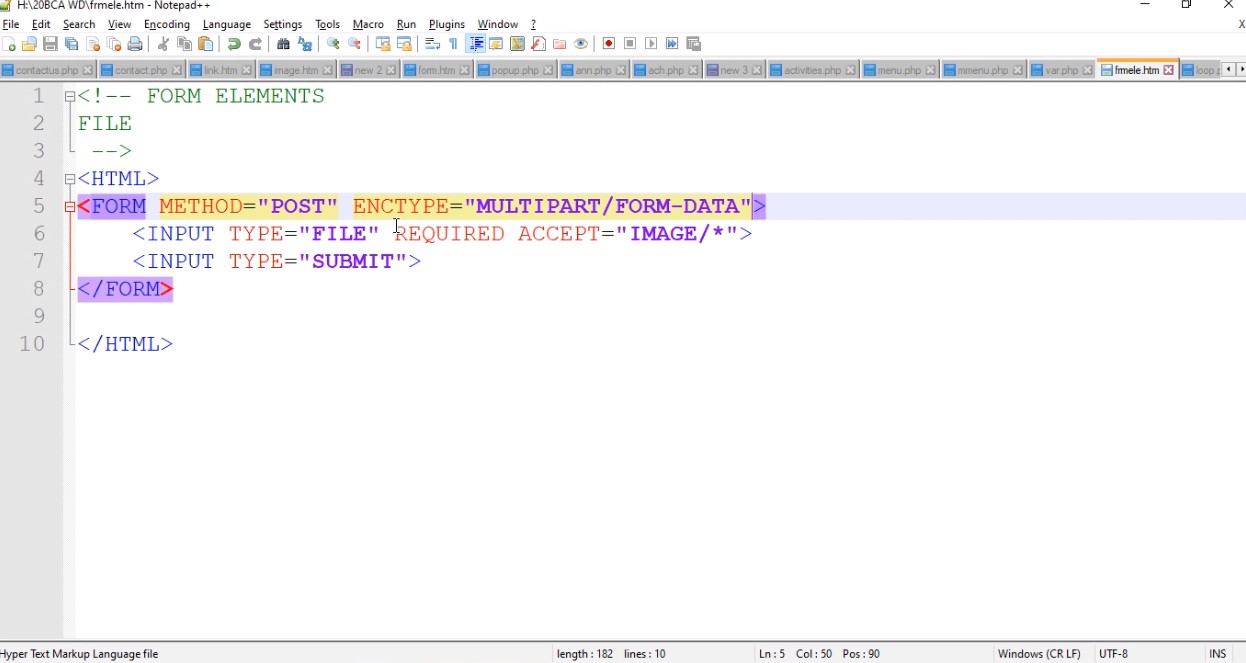 H:\20BCA WD\frmele.htm - Notepad++
File Edit Search View Encoding Language Settings Tools Macro Run Plugins Window ? X
contactus.php contact.php link.htm image.htm new 2 form.htm popup.php ann.php ach.php new 3 activities.php menu.php mmenu.php var.php frmele.htm loop
1 <!-- FORM ELEMENTS
2 FILE
3 -->
4 <HTML>
5 <FORM METHOD="POST" ENCTYPE="MULTIPART/FORM-DATA">
6 <INPUT TYPE="FILE" REQUIRED ACCEPT="IMAGE/*">
7 <INPUT TYPE="SUBMIT">
8 </FORM>
9
10 </HTML>
Hyper Text Markup Language file length : 182 lines : 10 Ln : 5 Col : 50 Pos : 90 Windows (CR LF) UTF-8 INS